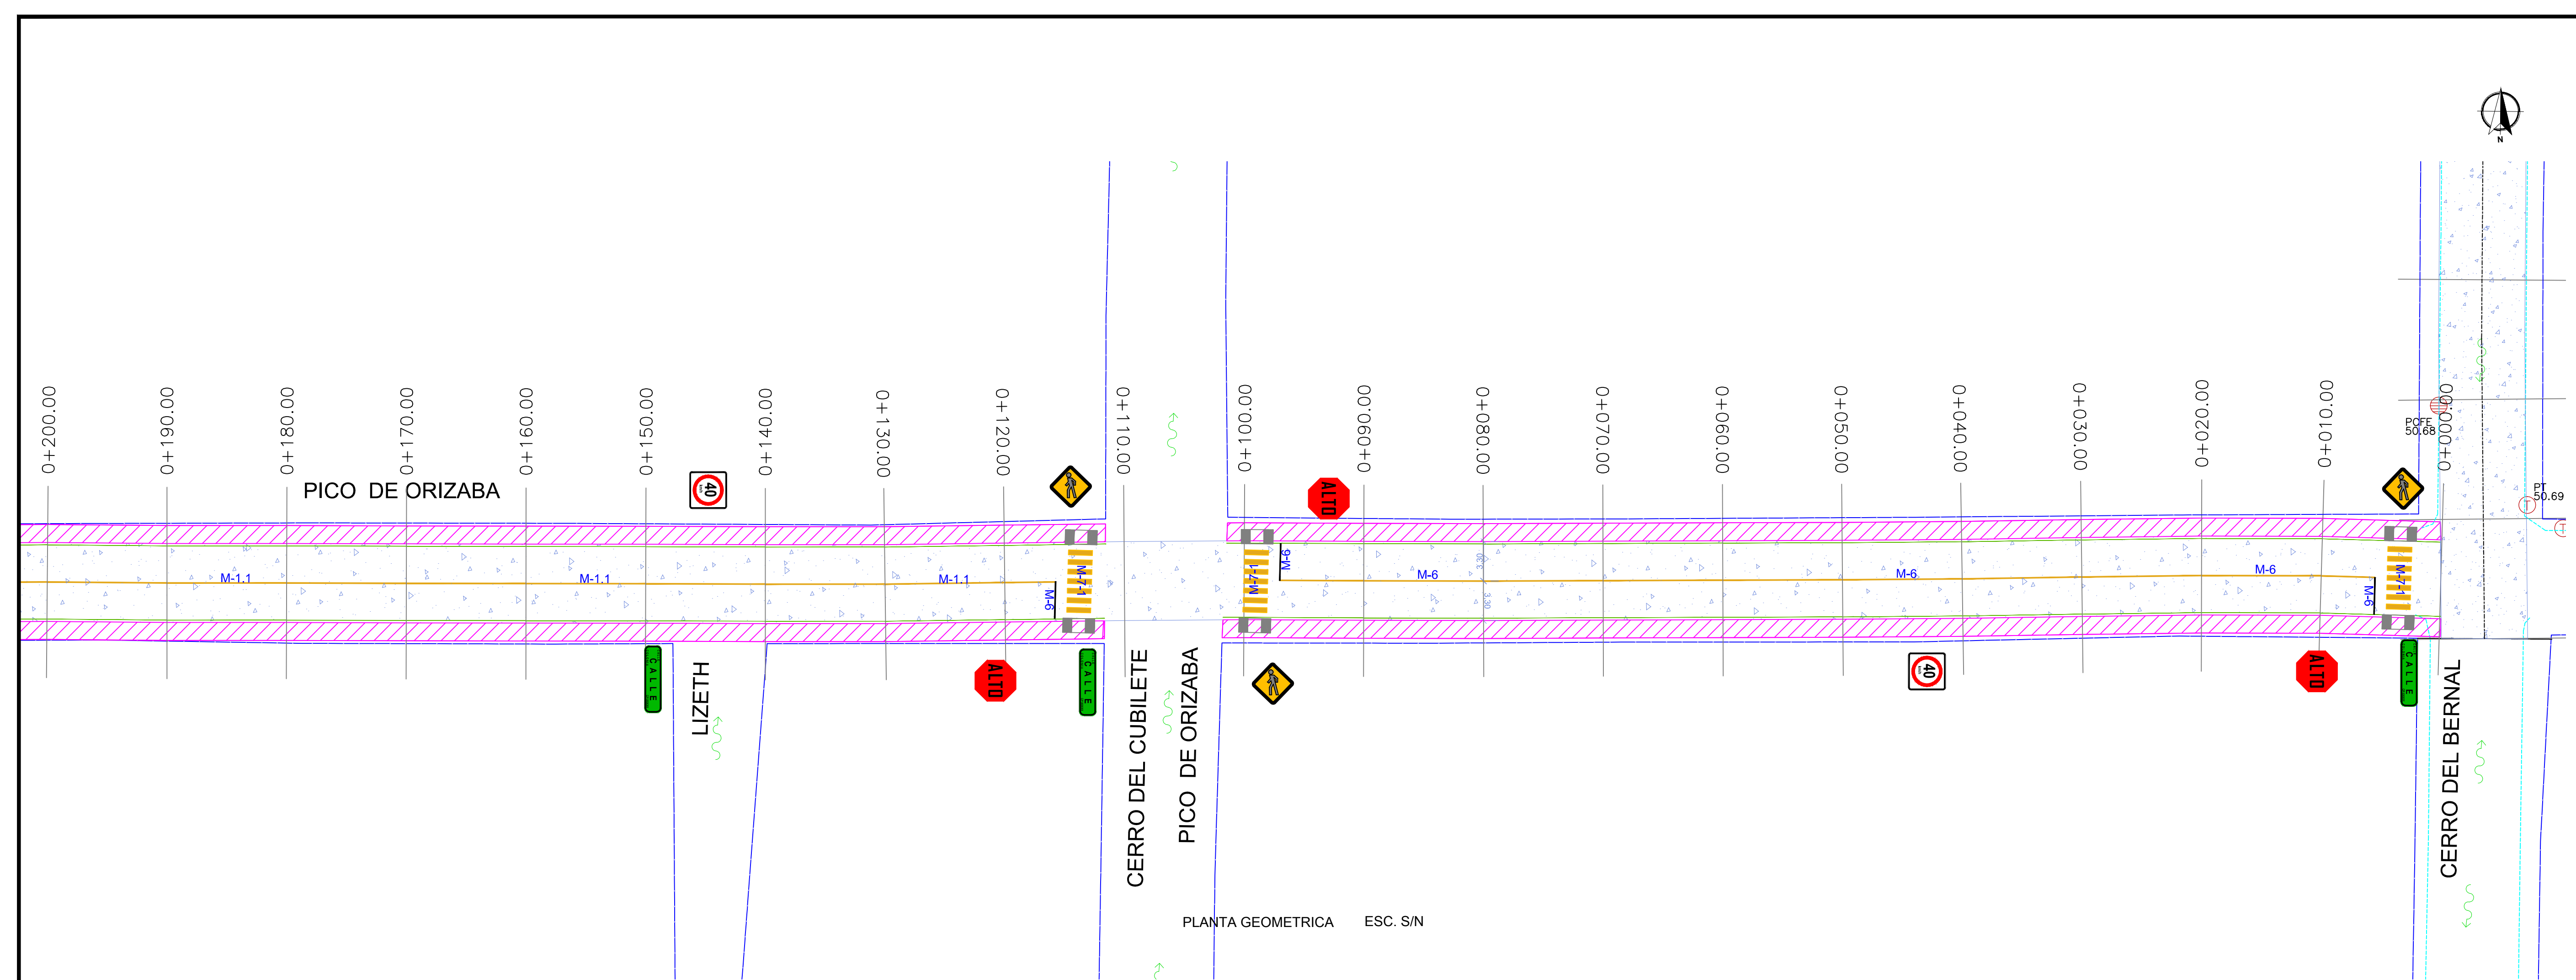 N
0+200.00
0+190.00
0+180.00
0+170.00
0+160.00
0+150.00
0+140.00
0+130.00
0+120.00
0+110.00
0+100.00
0+090.00
0+080.00
0+070.00
0+060.00
0+050.00
0+040.00
0+030.00
0+020.00
0+010.00
0+000.00
PCFE
50.68
PT
50.69
T
T
PICO DE ORIZABA
40
ALTO
M-1.1
M-1.1
M-1.1
M-6
M-7-1
M-7-1
M-6
M-6
3.30
3.30
M-6
M-6
M-6
M-7-1
CALLE
LIZETH
ALTO
CALLE
CERRO DEL CUBILETE
PICO DE ORIZABA
40
ALTO
CALLE
CERRO DEL BERNAL
PLANTA GEOMETRICA ESC. S/N